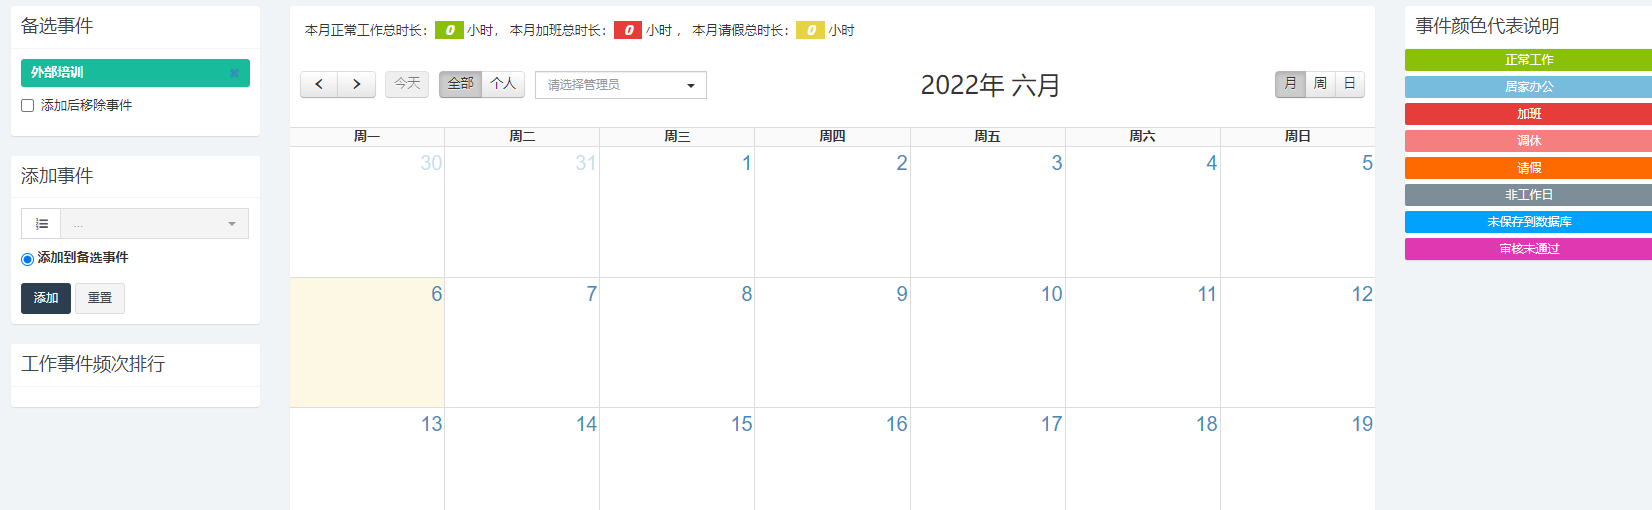 备选事件
外部培训
添加后移除事件
添加事件
...
添加到备选事件
添加 重置
工作事件频次排行
本月正常工作总时长： 0 小时， 本月加班总时长： 0 小时， 本月请假总时长： 0 小时
今天 全部 个人 请选择管理员 2022年 六月 月 周 日
周一 周二 周三 周四 周五 周六 周日
30 31 1 2 3 4 5
6 7 8 9 10 11 12
13 14 15 16 17 18 19
事件颜色代表说明
正常工作
居家办公
加班
调休
请假
非工作日
未保存到数据库
审核未通过